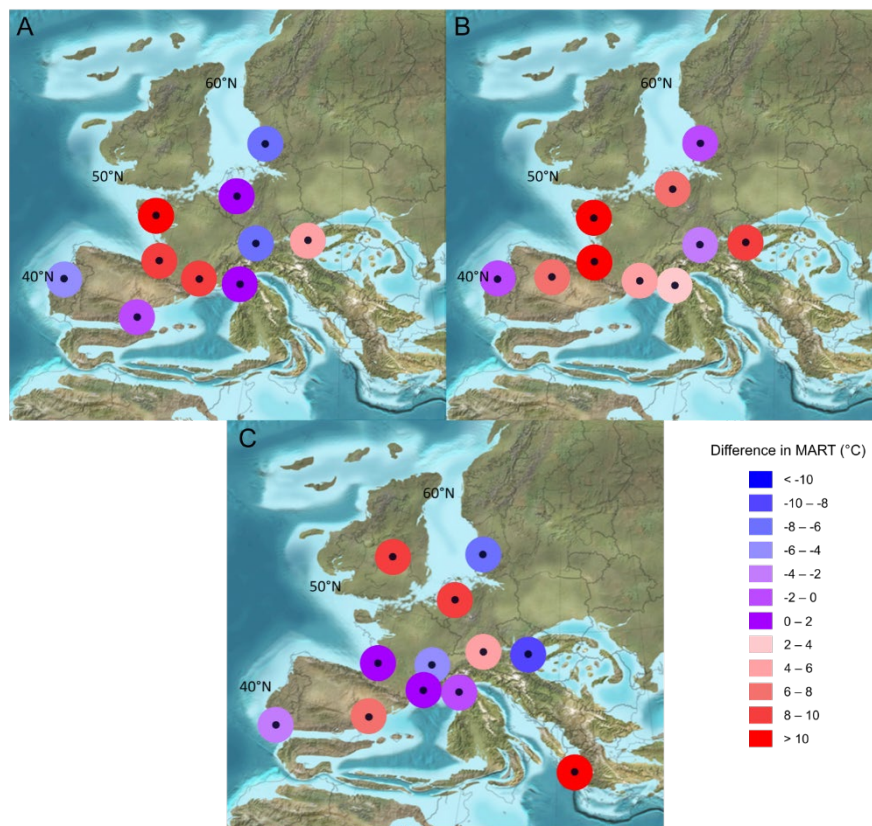 A
60°N
50°N
40°N
B
60°N
50°N
40°N
C
60°N
50°N
40°N
Difference in MART (°C)
< -10
-10 – -8
-8 – -6
-6 – -4
-4 – -2
-2 – 0
0 – 2
2 – 4
4 – 6
6 – 8
8 – 10
> 10